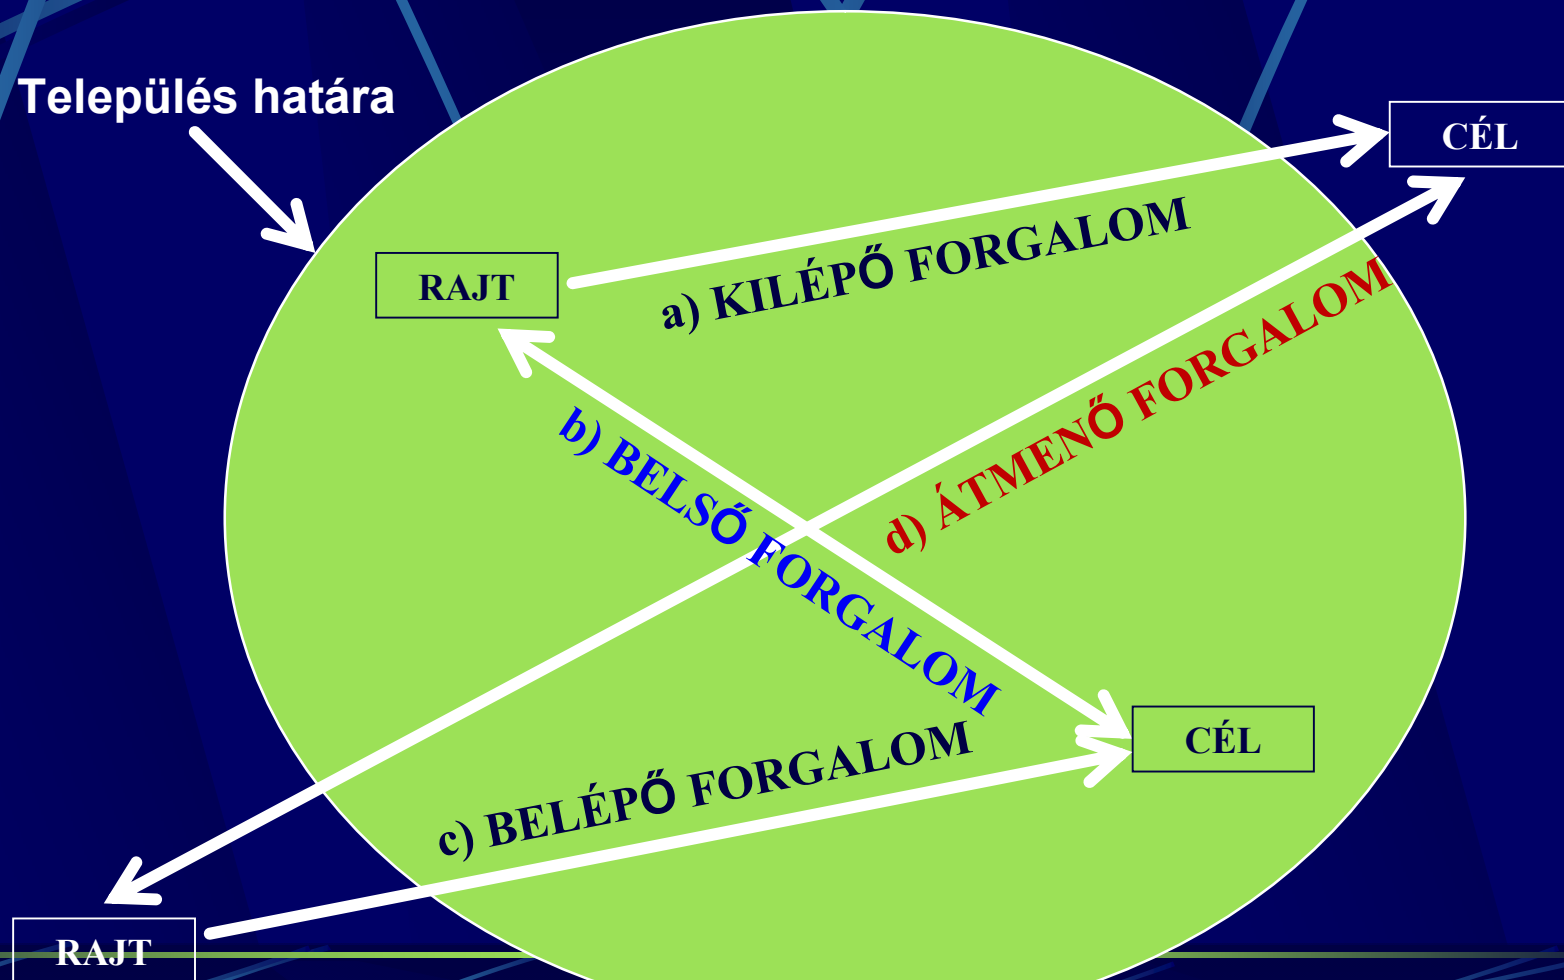 Település határa
CÉL
RAJT
a) KILÉPŐ FORGALOM
d) ÁTMENŐ FORGALOM
b) BELSŐ FORGALOM
c) BELÉPŐ FORGALOM
CÉL
RAJT